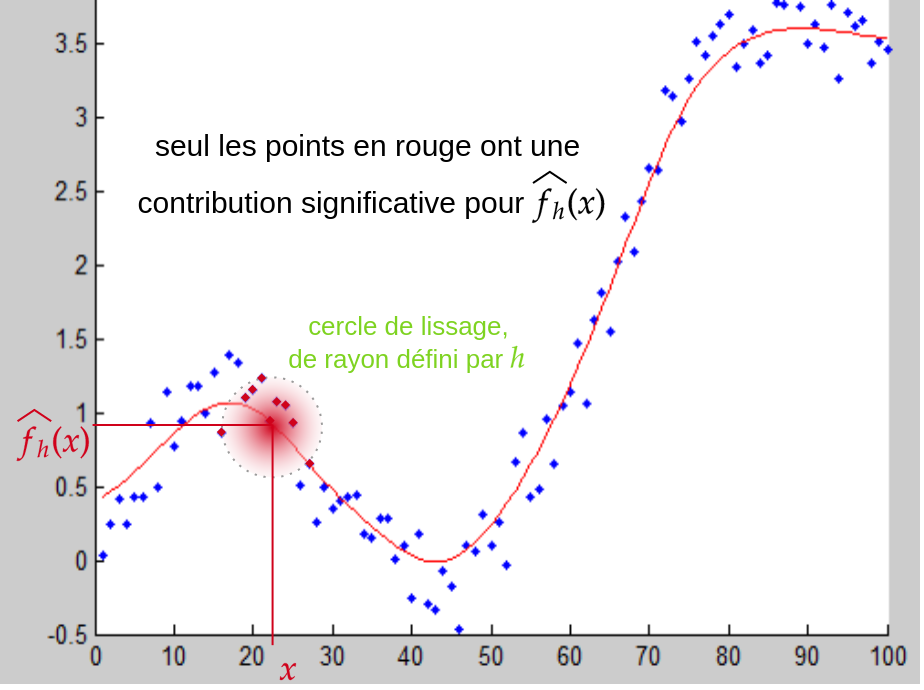 3.5
3
seul les points en rouge ont une
2.5
contribution significative pour \widehat{f_h}(x)
2
1.5
cercle de lissage,
de rayon défini par h
1
\widehat{f_h}(x)
0.5
0
-0.5
0 10 20 30 40 50 60 70 80 90 100
x